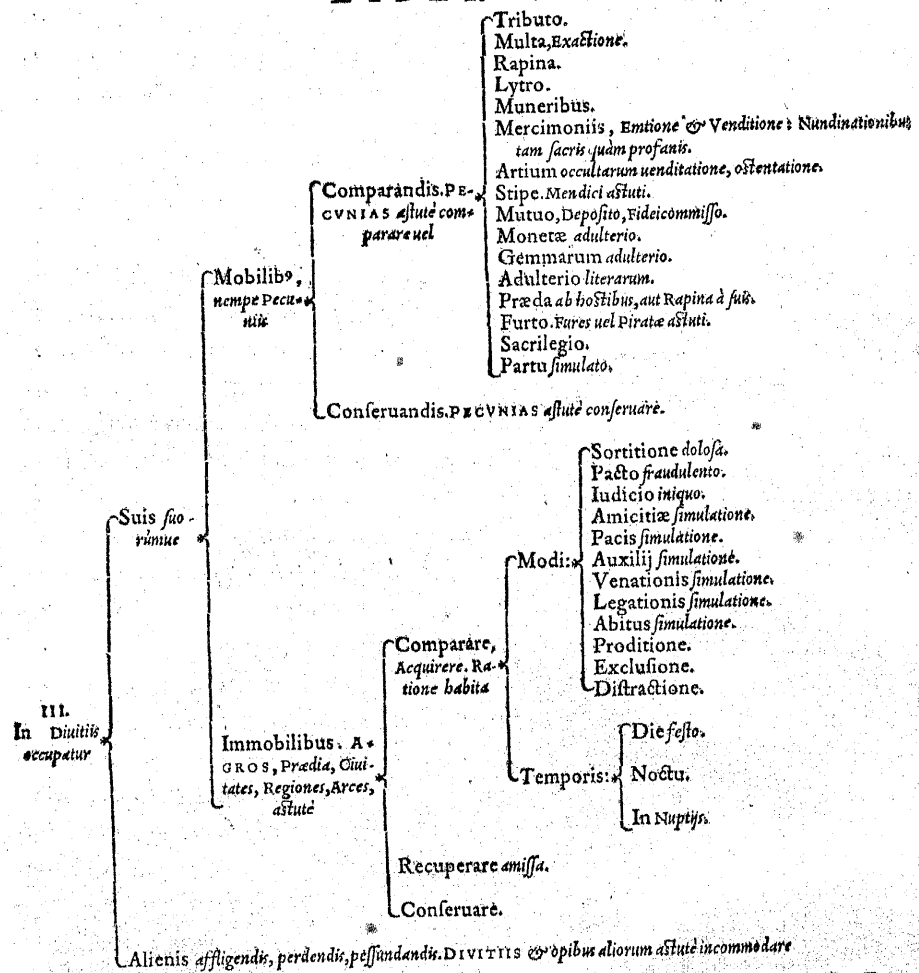 Tributo.
Multa, Exactione.
Rapina.
Lytro.
Muneribus.
Mercimoniis, Emtione & Venditione: Nundinationibus
tam sacris quàm profanis.
Artium occultarum uenditatione, ostentatione.
Stipe. Mendici astuti.
Mutuo, Deposito, Fideicommisso.
Monetæ adulterio.
Gemmarum adulterio.
Adulterio literarum.
Præda ab hostibus, aut Rapina à suis.
Furto. Fures uel Piratæ astuti.
Sacrilegio.
Partu simulato.
Comparandis. PE-
CVNIAS astutè com-
parare uel
Conseruandis. PECVNIAS astutè conseruare.
Mobilibꝰ,
nempe Pecu-
niis
Sortitione dolosa.
Pacto fraudulento.
Iudicio iniquo.
Amicitiæ simulatione.
Pacis simulatione.
Auxilij simulatione.
Venationis simulatione.
Legationis simulatione.
Abitus simulatione.
Proditione.
Exclusione.
Distractione.
Modi:
Die festo.
Noctu.
In Nuptijs.
Temporis:
Comparare,
Acquirere. Ra-
tione habita
Recuperare amissa.
Conseruare.
Immobilibus. A-
GROS, Prædia, Ciui-
tates, Regiones, Arces,
astutè
Suis suo-
rúmue
III.
In Diuitiis
occupatur
Alienis affligendis, perdendis, pessundandis. DIVITIIS & opibus aliorum astutè incommodare